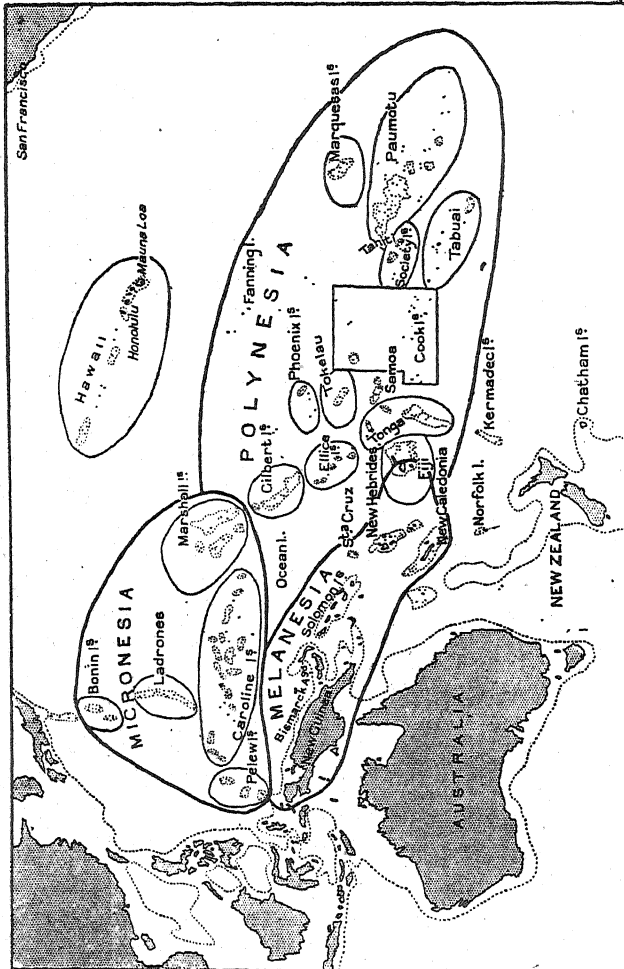 San Francisco
Hawaii
Honolulu
Mauna Loa
Bonin Is
MICRONESIA
Ladrones
Marshall Is
Caroline Is
Pelew Is
POLYNESIA
Fanning I.
Gilbert Is
Phoenix Is
Ellice Is
Tokelau
Marquesas Is
Paumotu
Tahiti
Society Is
Tabuai
Cook Is
Samoa
Tonga
Fiji
Ocean I.
MELANESIA
Bismarck
Solomon Is
New Guinea
Sta Cruz
New Hebrides
New Caledonia
Norfolk I.
Kermadec Is
Chatham Is
NEW ZEALAND
AUSTRALIA